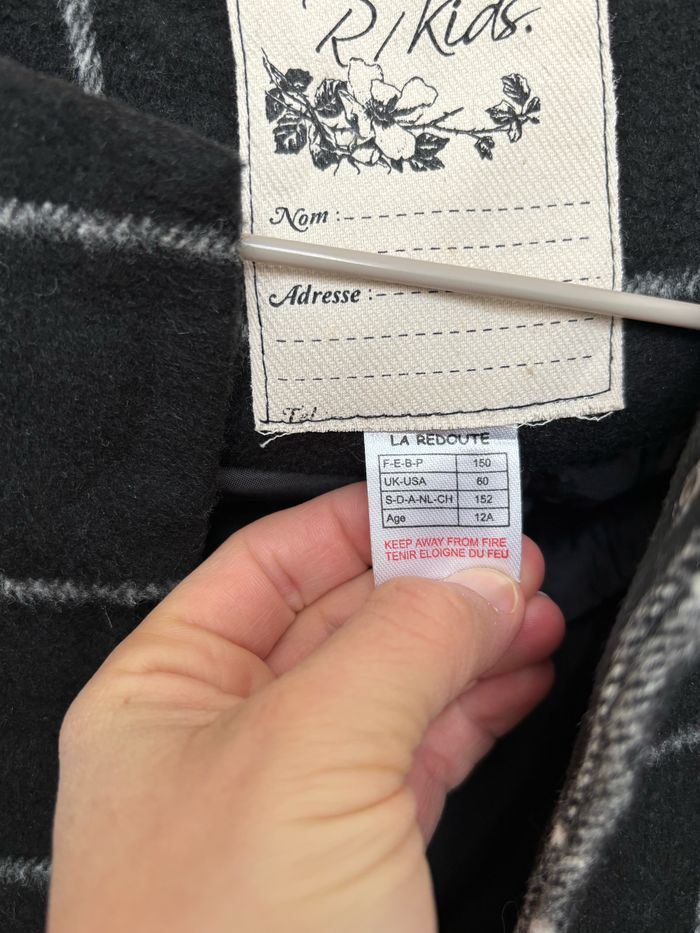 R/Kids.
Nom :
Adresse :
Tel
LA REDOUTE
F-E-B-P 150
UK-USA 60
S-D-A-NL-CH 152
Age 12A
KEEP AWAY FROM FIRE
TENIR ELOIGNE DU FEU